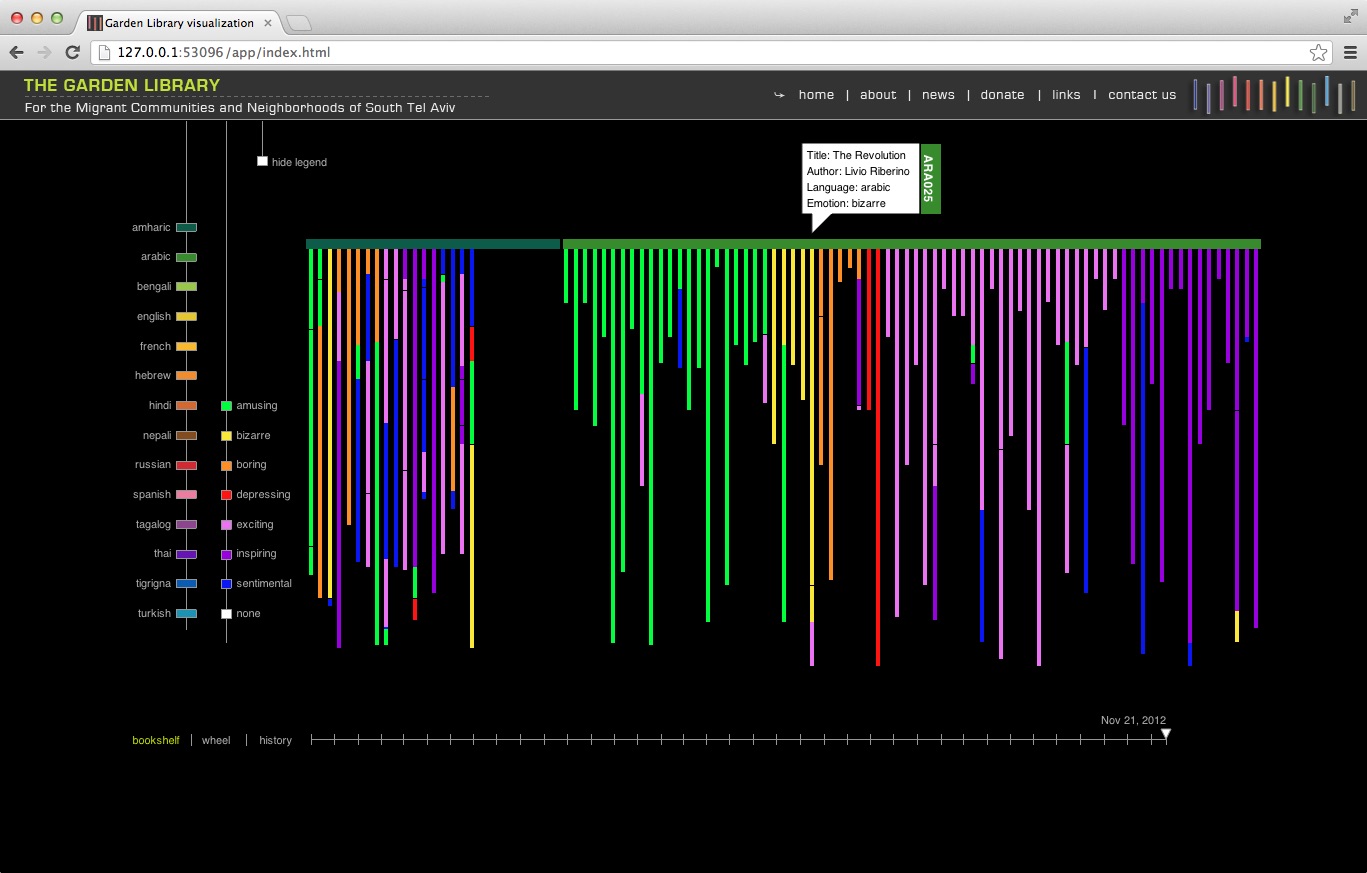 Garden Library visualization
127.0.0.1:53096/app/index.html
THE GARDEN LIBRARY
For the Migrant Communities and Neighborhoods of South Tel Aviv
home | about | news | donate | links | contact us
hide legend
Title: The Revolution
Author: Livio Riberino
Language: arabic
Emotion: bizarre
ARA025
amharic
arabic
bengali
english
french
hebrew
hindi
nepali
russian
spanish
tagalog
thai
tigrigna
turkish
amusing
bizarre
boring
depressing
exciting
inspiring
sentimental
none
Nov 21, 2012
bookshelf | wheel | history